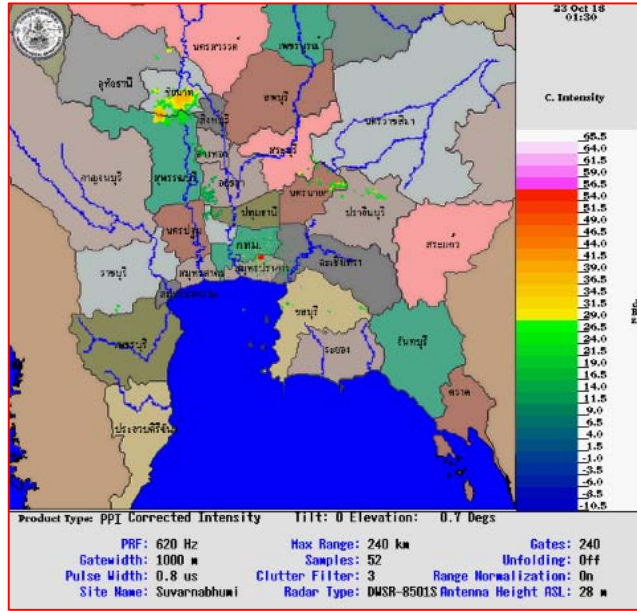 23 Oct 18
01:30
C. Intensity
นครสวรรค์
เพชรบูรณ์
อุทัยธานี
ชัยนาท
ลพบุรี
สิงห์บุรี
นครราชสีมา
อ่างทอง
สระบุรี
กาญจนบุรี
สุพรรณบุรี
อยุธยา
นครนายก
ปราจีนบุรี
ปทุมธานี
สระแก้ว
นครปฐม
กทม.
ฉะเชิงเทรา
ราชบุรี
สมุทรสาคร
สมุทรปราการ
ชลบุรี
เพชรบุรี
ระยอง
จันทบุรี
ตราด
ประจวบคีรีขันธ์
65.5
64.0
61.5
59.0
56.5
54.0
51.5
49.0
46.5
44.0
41.5
39.0
36.5
34.0
31.5
29.0
26.5
24.0
21.5
19.0
16.5
14.0
11.5
9.0
6.5
4.0
1.5
-1.0
-3.5
-6.0
-8.5
-10.5
Product Type: PPI Corrected Intensity Tilt: 0 Elevation: 0.7 Degs
PRF: 620 Hz Max Range: 240 km Gates: 240
Gatewidth: 1000 m Samples: 52 Unfolding: Off
Pulse Width: 0.8 us Clutter Filter: 3 Range Normalization: On
Site Name: Suvarnabhumi Radar Type: DWSR-8501S Antenna Height ASL: 28 m